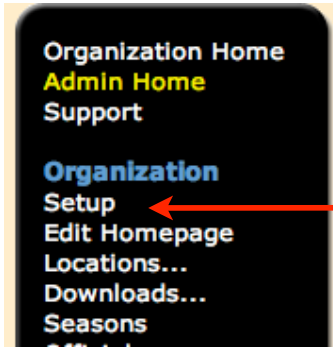 Organization Home
Admin Home
Support
Organization
Setup
Edit Homepage
Locations...
Downloads...
Seasons